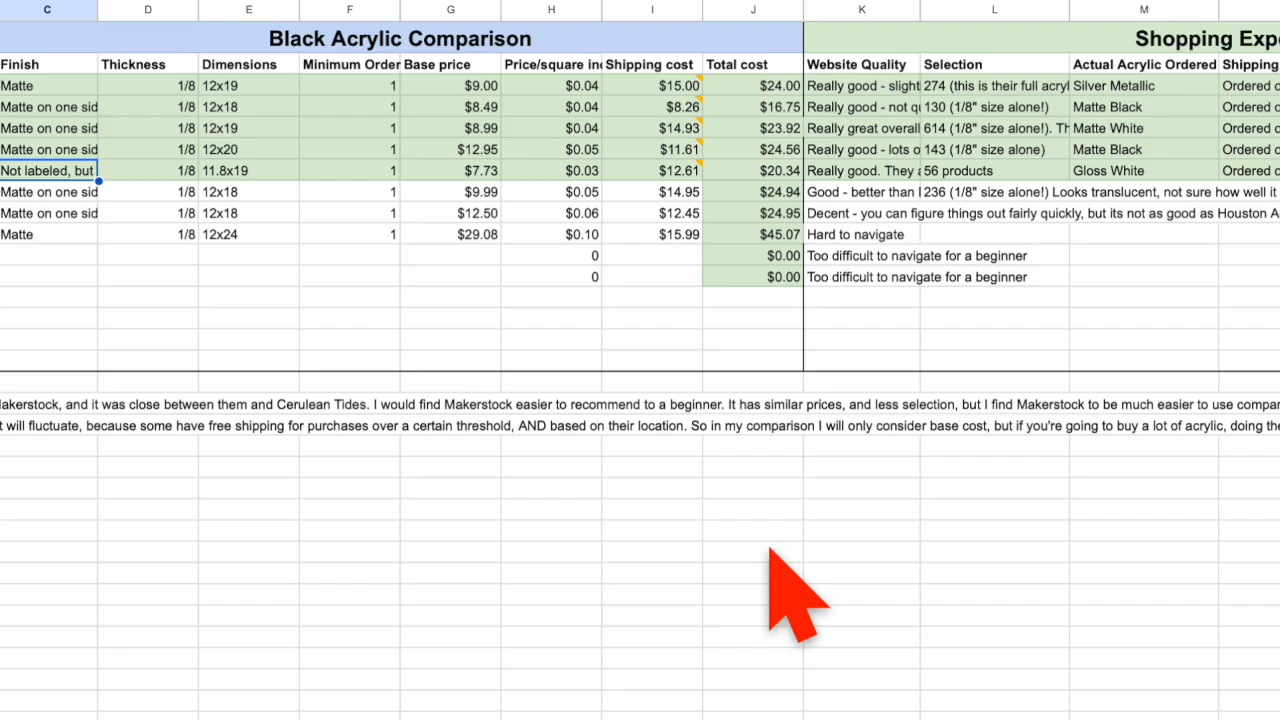 C D E F G H I J K L M
Black Acrylic Comparison Shopping Exp
Finish Thickness Dimensions Minimum Order Base price Price/square in Shipping cost Total cost Website Quality Selection Actual Acrylic Ordered Shipping
Matte 1/8 12x19 1 $9.00 $0.04 $15.00 $24.00 Really good - slight 274 (this is their full acryl Silver Metallic Ordered o
Matte on one sid 1/8 12x18 1 $8.49 $0.04 $8.26 $16.75 Really good - not q 130 (1/8" size alone!) Matte Black Ordered o
Matte on one sid 1/8 12x19 1 $8.99 $0.04 $14.93 $23.92 Really great overall 614 (1/8" size alone!). Th Matte White Ordered o
Matte on one sid 1/8 12x20 1 $12.95 $0.05 $11.61 $24.56 Really good - lots o 143 (1/8" size alone) Matte Black Ordered o
Not labeled, but 1/8 11.8x19 1 $7.73 $0.03 $12.61 $20.34 Really good. They a 56 products Gloss White Ordered o
Matte on one sid 1/8 12x18 1 $9.99 $0.05 $14.95 $24.94 Good - better than 236 (1/8" size alone!) Looks translucent, not sure how well it
Matte on one sid 1/8 12x18 1 $12.50 $0.06 $12.45 $24.95 Decent - you can figure things out fairly quickly, but its not as good as Houston A
Matte 1/8 12x24 1 $29.08 $0.10 $15.99 $45.07 Hard to navigate
0 $0.00 Too difficult to navigate for a beginner
0 $0.00 Too difficult to navigate for a beginner
akerstock, and it was close between them and Cerulean Tides. I would find Makerstock easier to recommend to a beginner. It has similar prices, and less selection, but I find Makerstock to be much easier to use compar
t will fluctuate, because some have free shipping for purchases over a certain threshold, AND based on their location. So in my comparison I will only consider base cost, but if you're going to buy a lot of acrylic, doing the